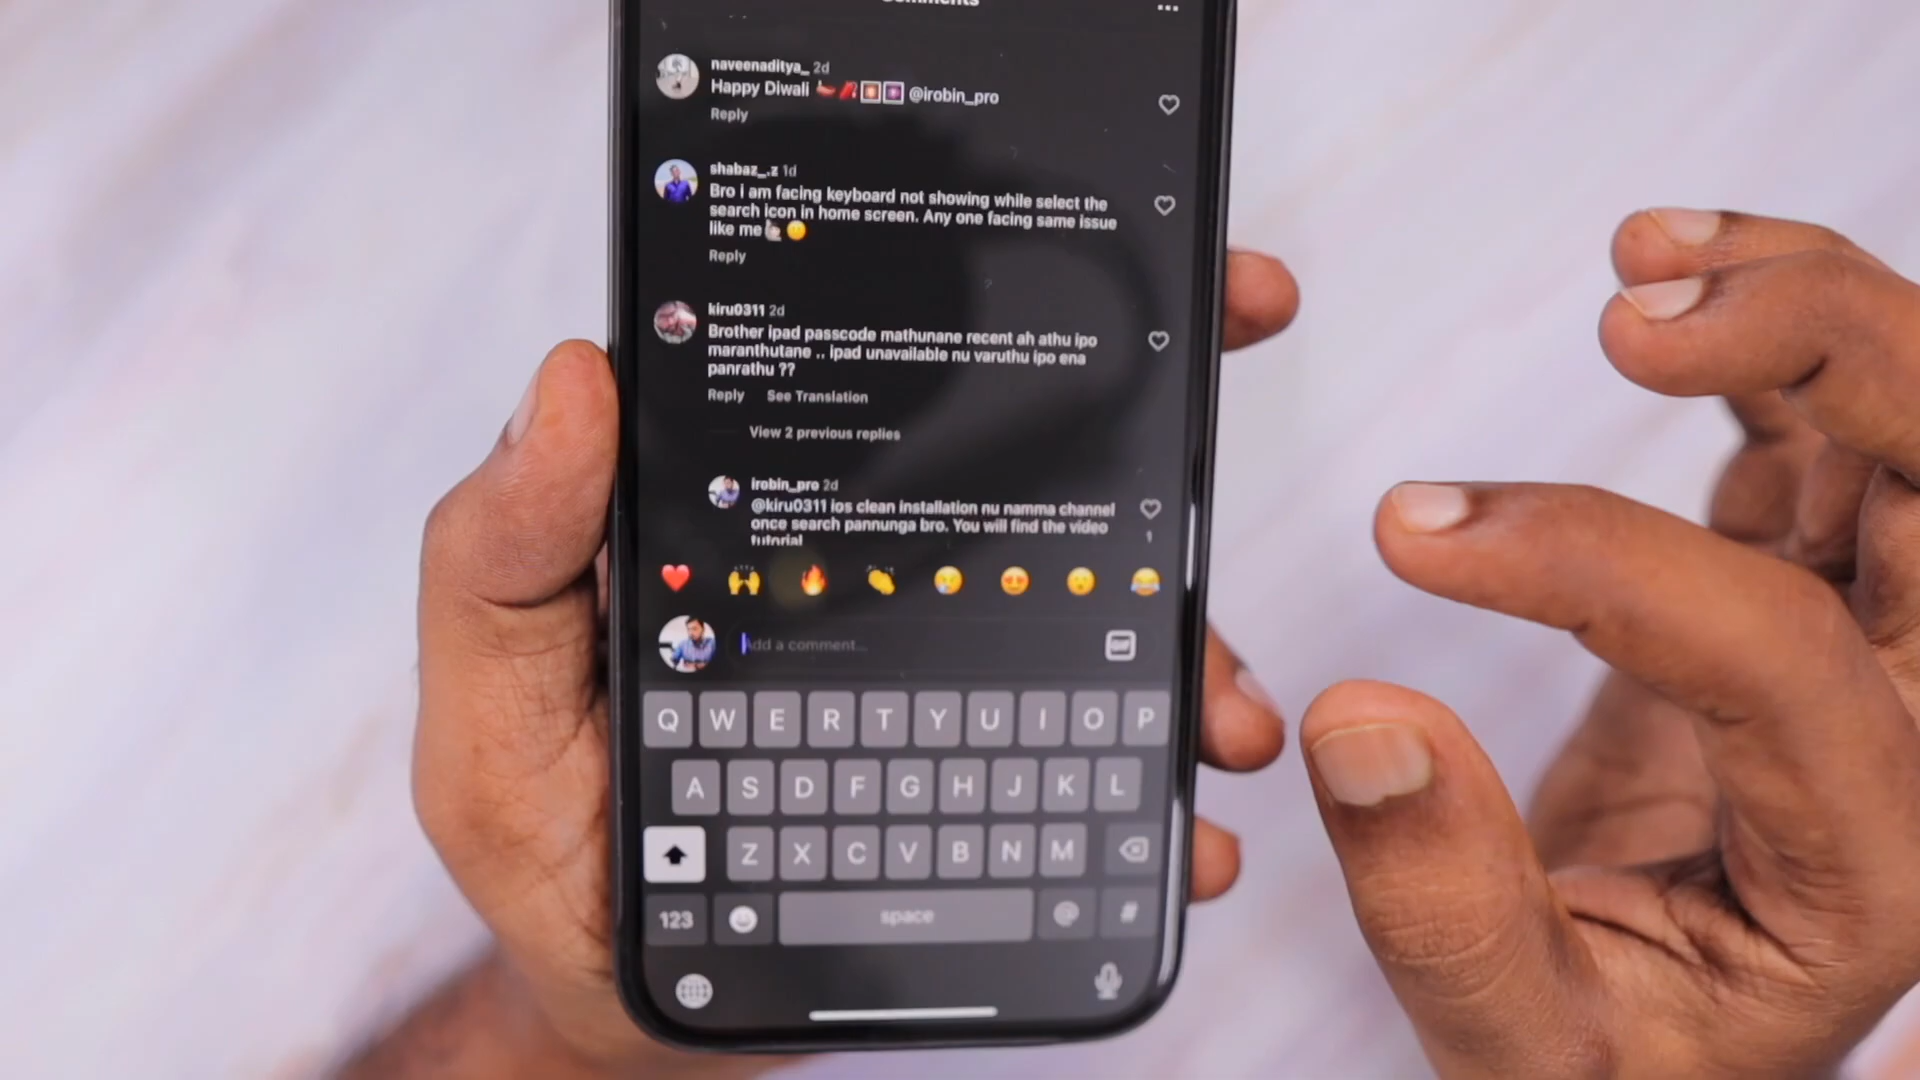 Comments
naveenaditya_ 2d
Happy Diwali @irobin_pro
Reply
shabaz_.z 1d
Bro i am facing keyboard not showing while select the
search icon in home screen. Any one facing same issue
like me
Reply
kiru0311 2d
Brother ipad passcode mathunane recent ah athu ipo
maranthutane .. ipad unavailable nu varuthu ipo ena
panrathu ??
Reply See Translation
View 2 previous replies
irobin_pro 2d
@kiru0311 ios clean installation nu namma channel
once search pannunga bro. You will find the video
tutorial
1
Add a comment...
GIF
Q W E R T Y U I O P
A S D F G H J K L
Z X C V B N M
123 space @ #